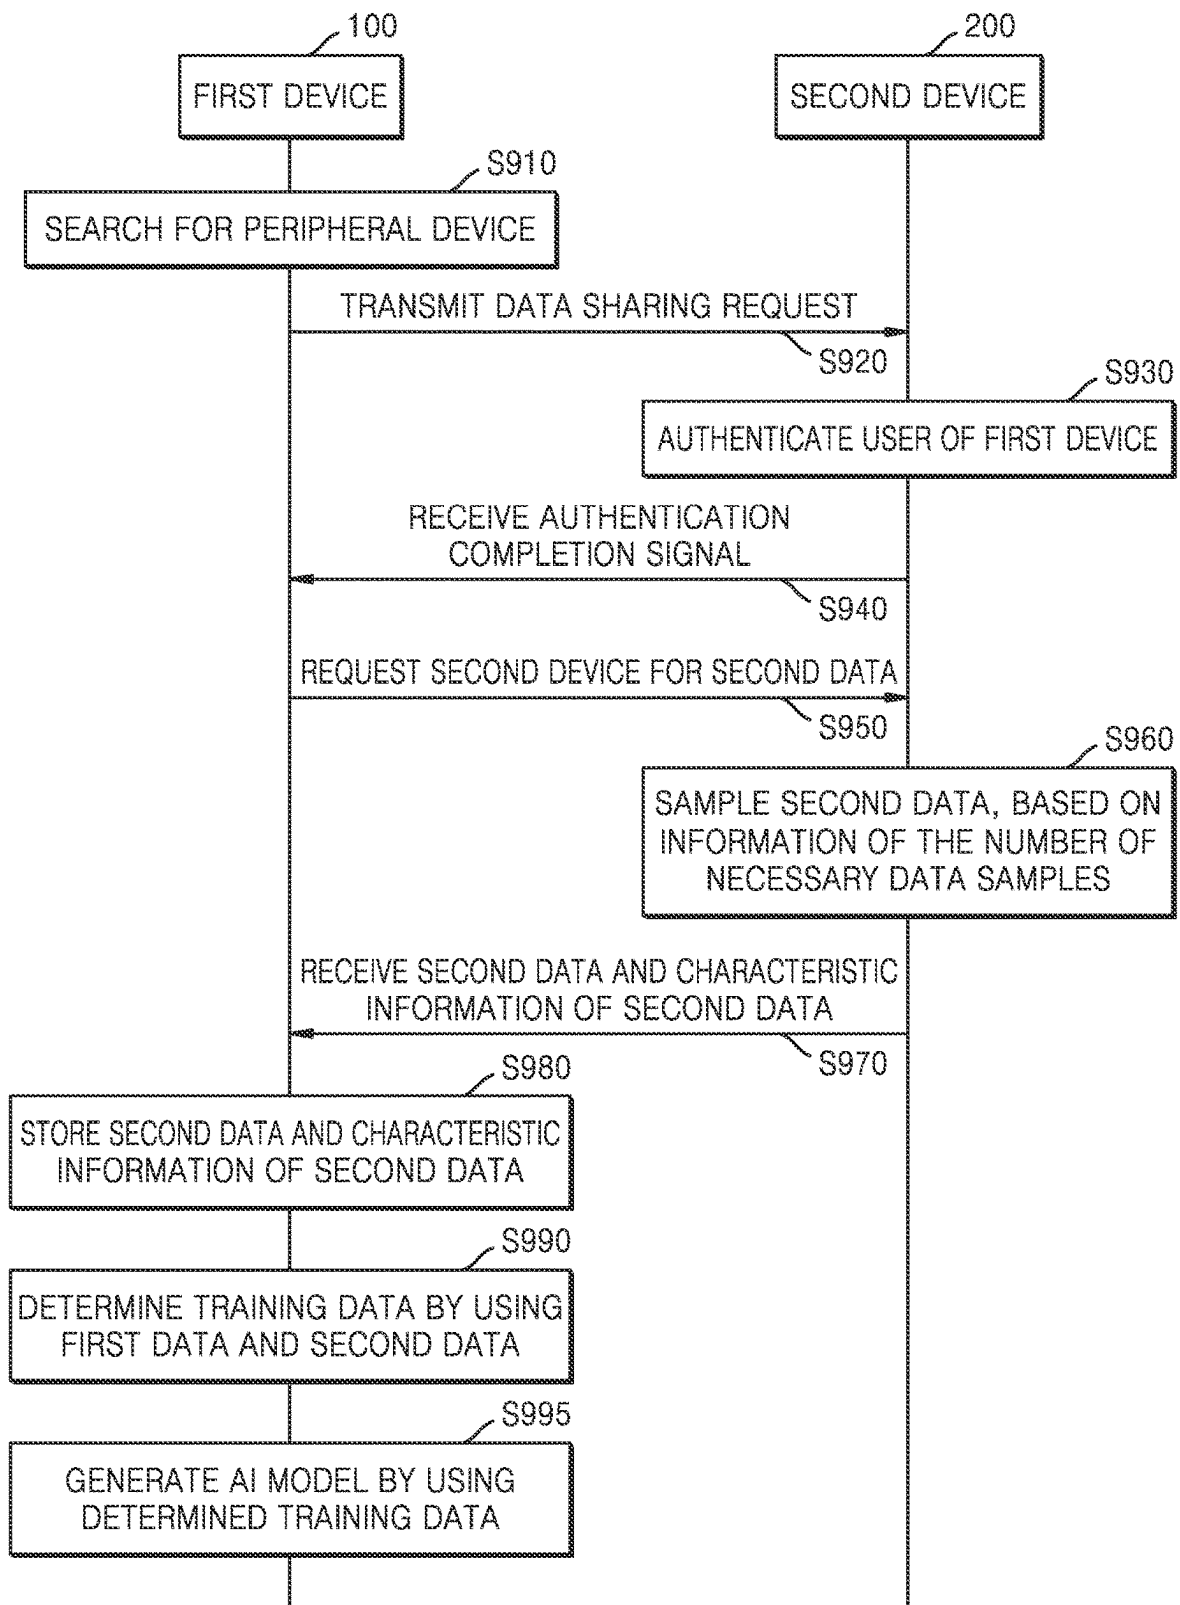 100
200
FIRST DEVICE
SECOND DEVICE
S910
SEARCH FOR PERIPHERAL DEVICE
TRANSMIT DATA SHARING REQUEST
S920
S930
AUTHENTICATE USER OF FIRST DEVICE
RECEIVE AUTHENTICATION
COMPLETION SIGNAL
S940
REQUEST SECOND DEVICE FOR SECOND DATA
S950
S960
SAMPLE SECOND DATA, BASED ON
INFORMATION OF THE NUMBER OF
NECESSARY DATA SAMPLES
RECEIVE SECOND DATA AND CHARACTERISTIC
INFORMATION OF SECOND DATA
S970
S980
STORE SECOND DATA AND CHARACTERISTIC
INFORMATION OF SECOND DATA
S990
DETERMINE TRAINING DATA BY USING
FIRST DATA AND SECOND DATA
S995
GENERATE AI MODEL BY USING
DETERMINED TRAINING DATA